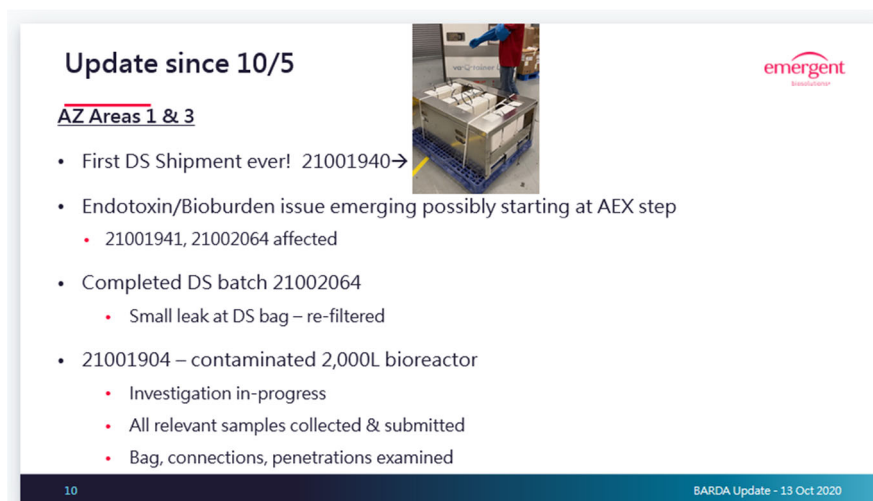 Update since 10/5
emergent
biosolutions
AZ Areas 1 & 3
• First DS Shipment ever! 21001940→
• Endotoxin/Bioburden issue emerging possibly starting at AEX step
• 21001941, 21002064 affected
• Completed DS batch 21002064
• Small leak at DS bag – re-filtered
• 21001904 – contaminated 2,000L bioreactor
• Investigation in-progress
• All relevant samples collected & submitted
• Bag, connections, penetrations examined
10
BARDA Update - 13 Oct 2020